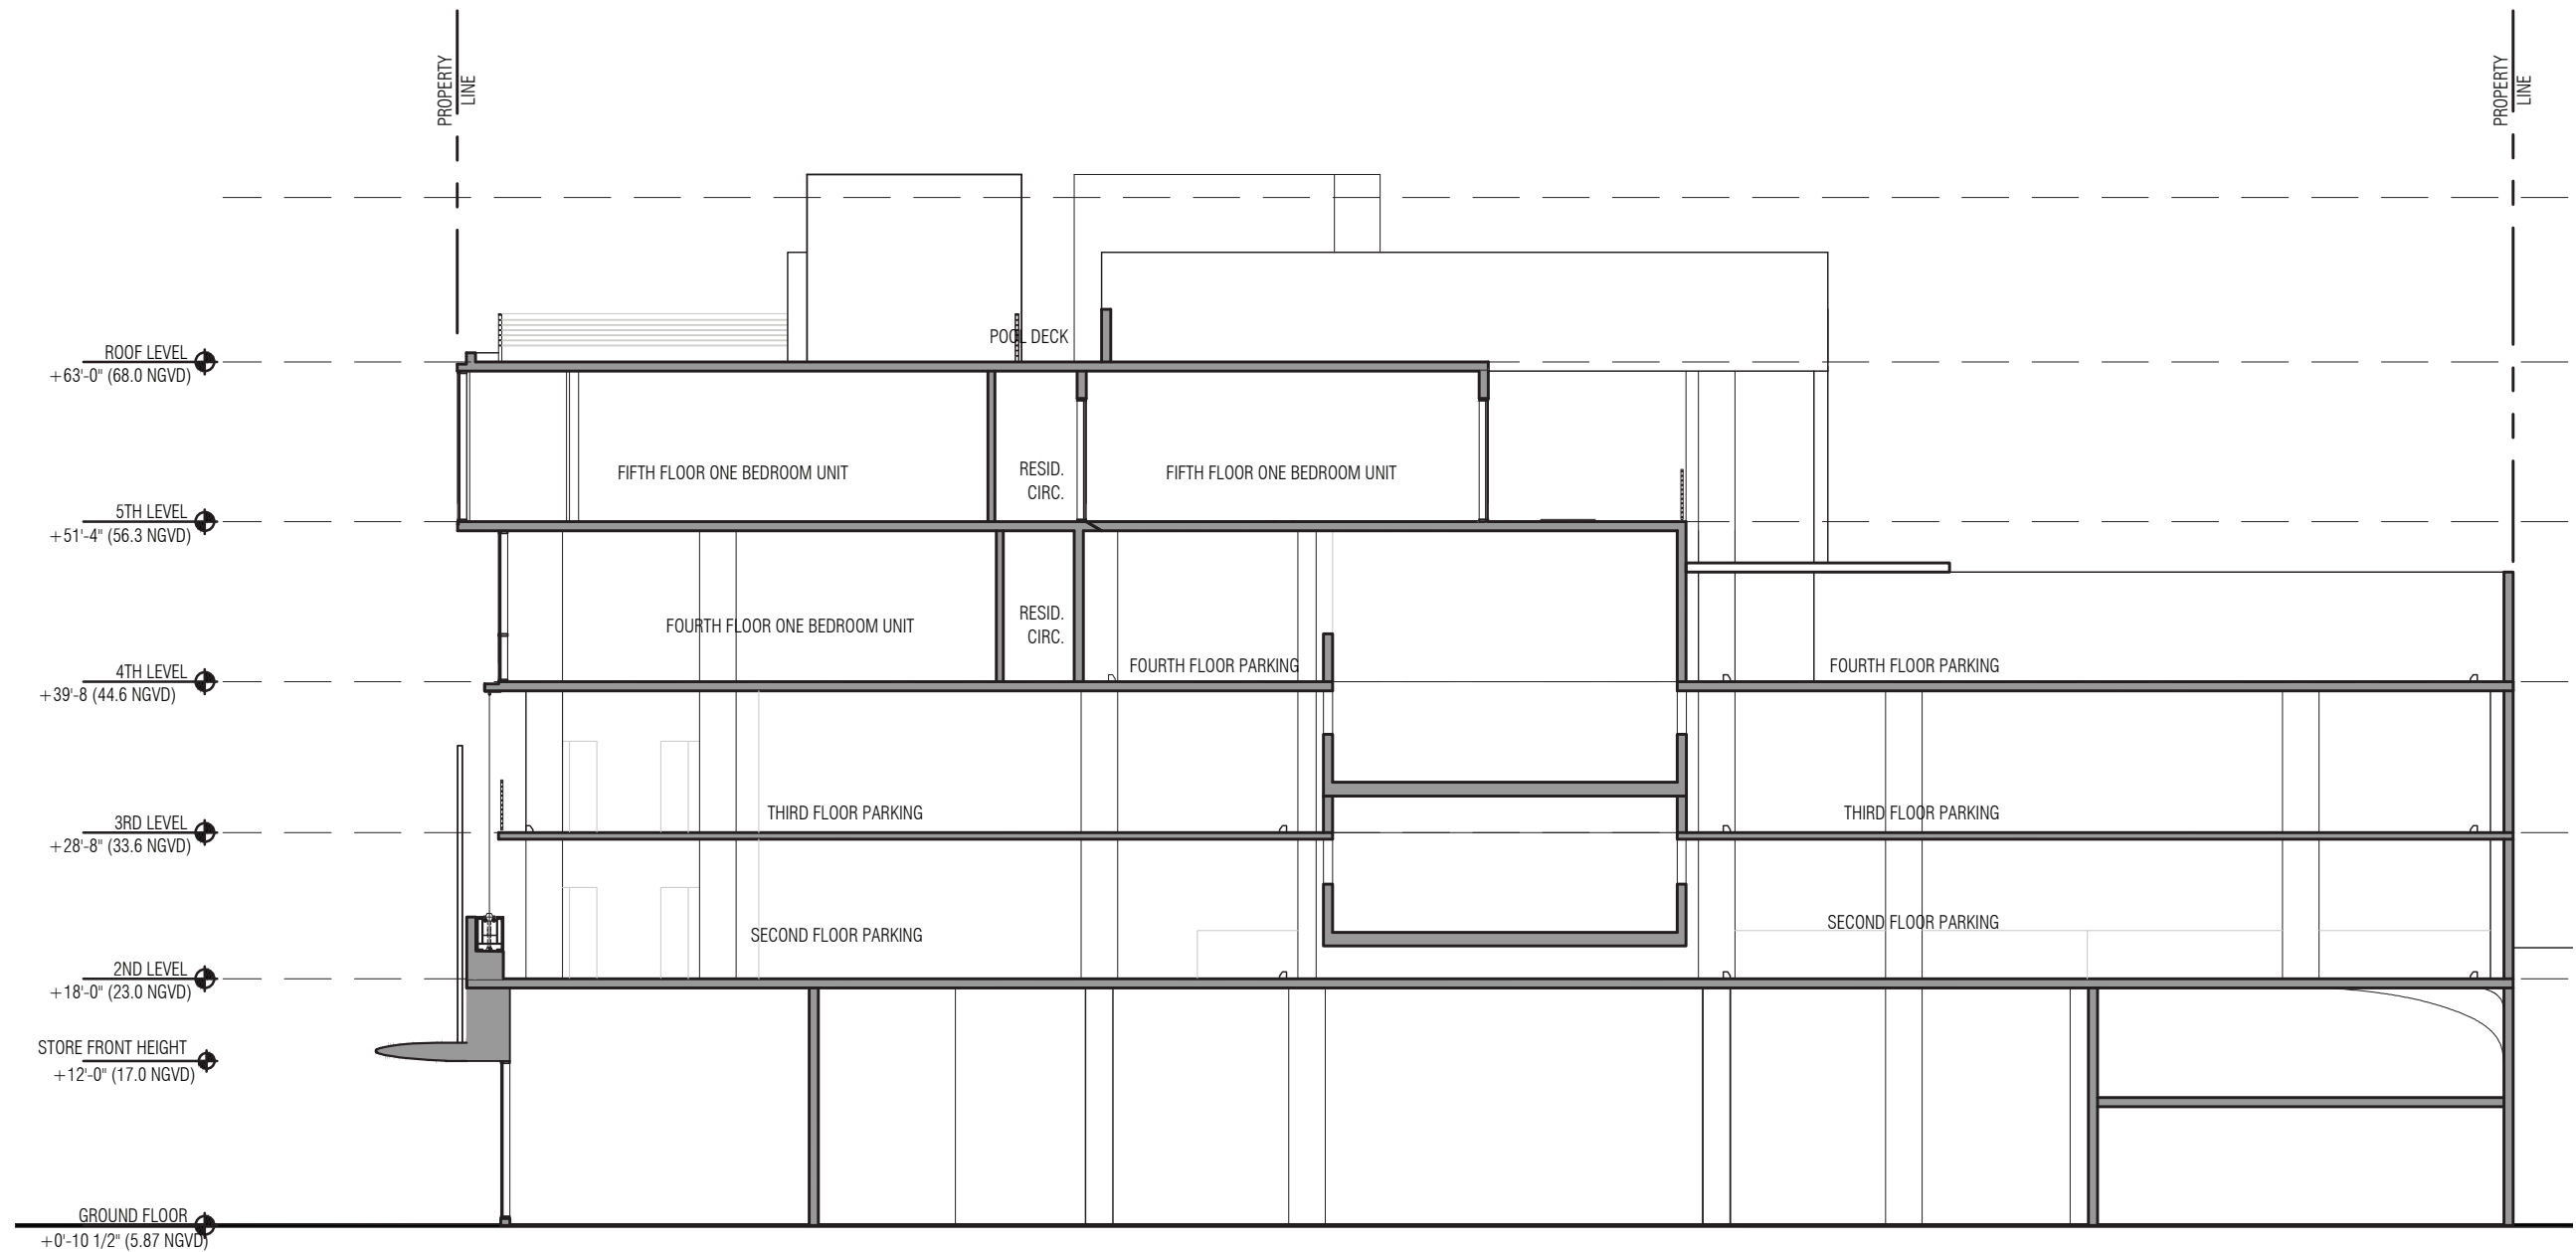 PROPERTY
LINE
PROPERTY
LINE
POOL DECK
ROOF LEVEL
+63'-0" (68.0 NGVD)
FIFTH FLOOR ONE BEDROOM UNIT
RESID.
CIRC.
FIFTH FLOOR ONE BEDROOM UNIT
5TH LEVEL
+51'-4" (56.3 NGVD)
FOURTH FLOOR ONE BEDROOM UNIT
RESID.
CIRC.
FOURTH FLOOR PARKING
FOURTH FLOOR PARKING
4TH LEVEL
+39'-8 (44.6 NGVD)
THIRD FLOOR PARKING
THIRD FLOOR PARKING
3RD LEVEL
+28'-8" (33.6 NGVD)
SECOND FLOOR PARKING
SECOND FLOOR PARKING
2ND LEVEL
+18'-0" (23.0 NGVD)
STORE FRONT HEIGHT
+12'-0" (17.0 NGVD)
GROUND FLOOR
+0'-10 1/2" (5.87 NGVD)